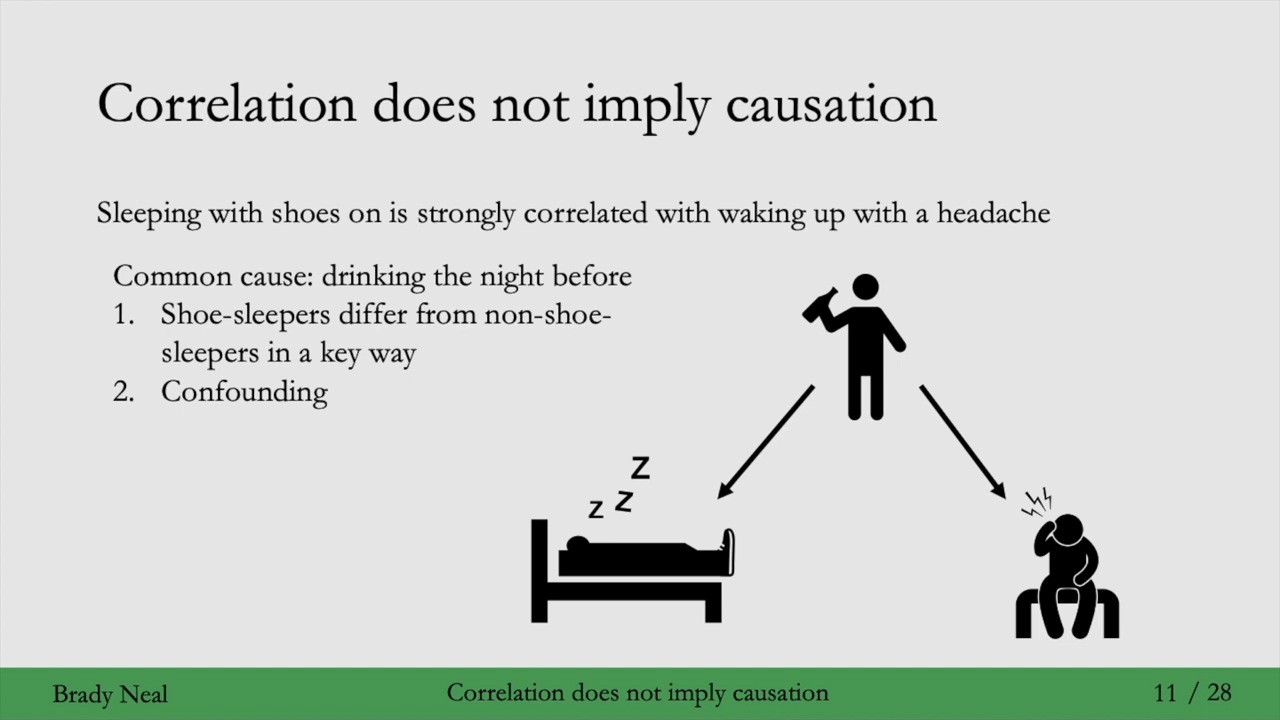 Correlation does not imply causation
Sleeping with shoes on is strongly correlated with waking up with a headache
Common cause: drinking the night before
1. Shoe-sleepers differ from non-shoe-
sleepers in a key way
2. Confounding
Z
Z
Z
Brady Neal
Correlation does not imply causation
11 / 28